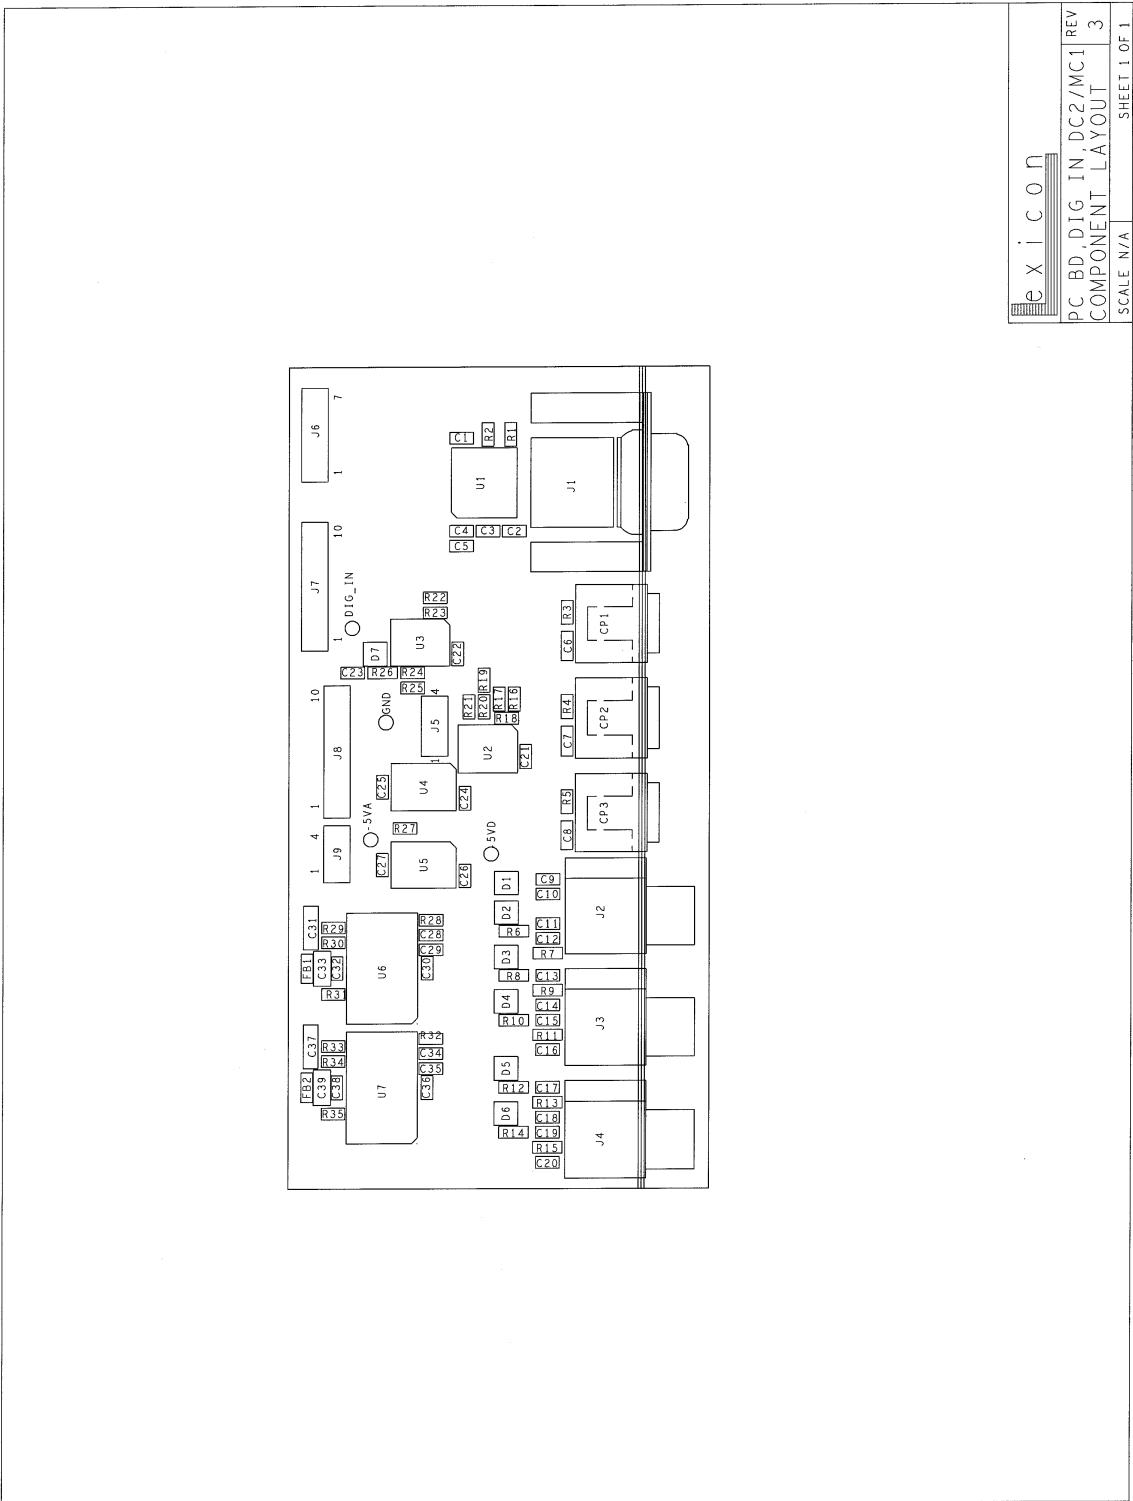 lexicon
PC BD,DIG IN,DC2/MC1
COMPONENT LAYOUT
REV
3
SCALE N/A
SHEET 1 OF 1
J6
1
7
J7
1
10
DIG_IN
J8
1
10
GND
J9
1
4
-5VA
C1
R2
R1
U1
C4
C3
C2
C5
J1
R22
R23
U3
C22
D7
C23
R26
R24
R25
J5
1
4
R19
R21
R20
R17
R16
R18
U2
C21
C25
U4
C24
R27
C27
U5
C26
5VD
R3
C6
CP1
R4
C7
CP2
R5
C8
CP3
D1
C9
C10
J2
D2
R6
C11
C12
R7
D3
R8
C13
R9
D4
R10
C14
C15
R11
C16
J3
D5
R12
C17
R13
D6
R14
C18
C19
R15
C20
J4
C31
R29
R30
FB1
C33
C32
R31
U6
R28
C28
C29
C30
C37
R33
R34
FB2
C39
C38
R35
U7
R32
C34
C35
C36